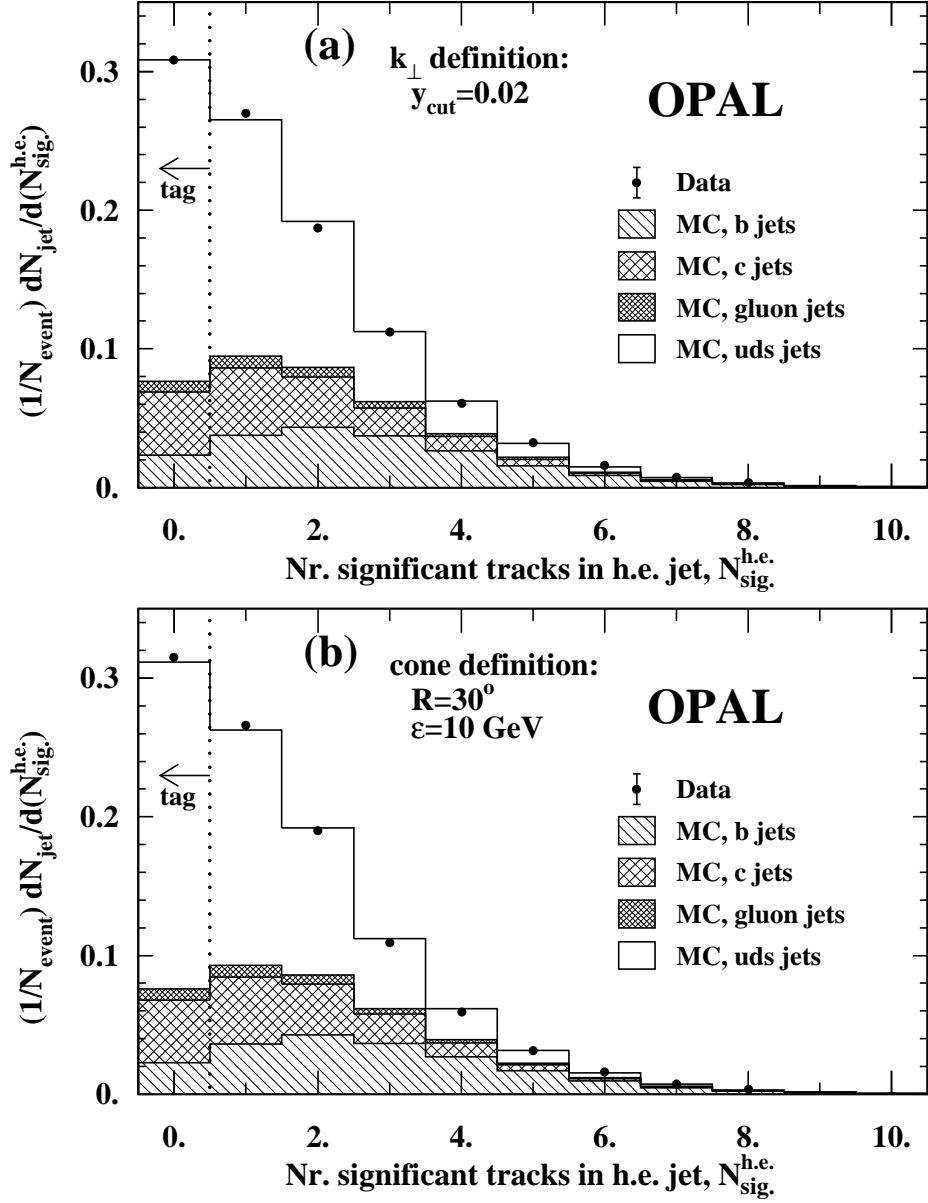 (a)
k⊥ definition:
y_cut=0.02
OPAL
0.3
0.2
0.1
0.
tag
Data
MC, b jets
MC, c jets
MC, gluon jets
MC, uds jets
(1/N_event) dN_jet/d(N_sig.^h.e.)
0. 2. 4. 6. 8. 10.
Nr. significant tracks in h.e. jet, N_sig.^h.e.
(b)
cone definition:
R=30°
ε=10 GeV
OPAL
0.3
0.2
0.1
0.
tag
Data
MC, b jets
MC, c jets
MC, gluon jets
MC, uds jets
(1/N_event) dN_jet/d(N_sig.^h.e.)
0. 2. 4. 6. 8. 10.
Nr. significant tracks in h.e. jet, N_sig.^h.e.